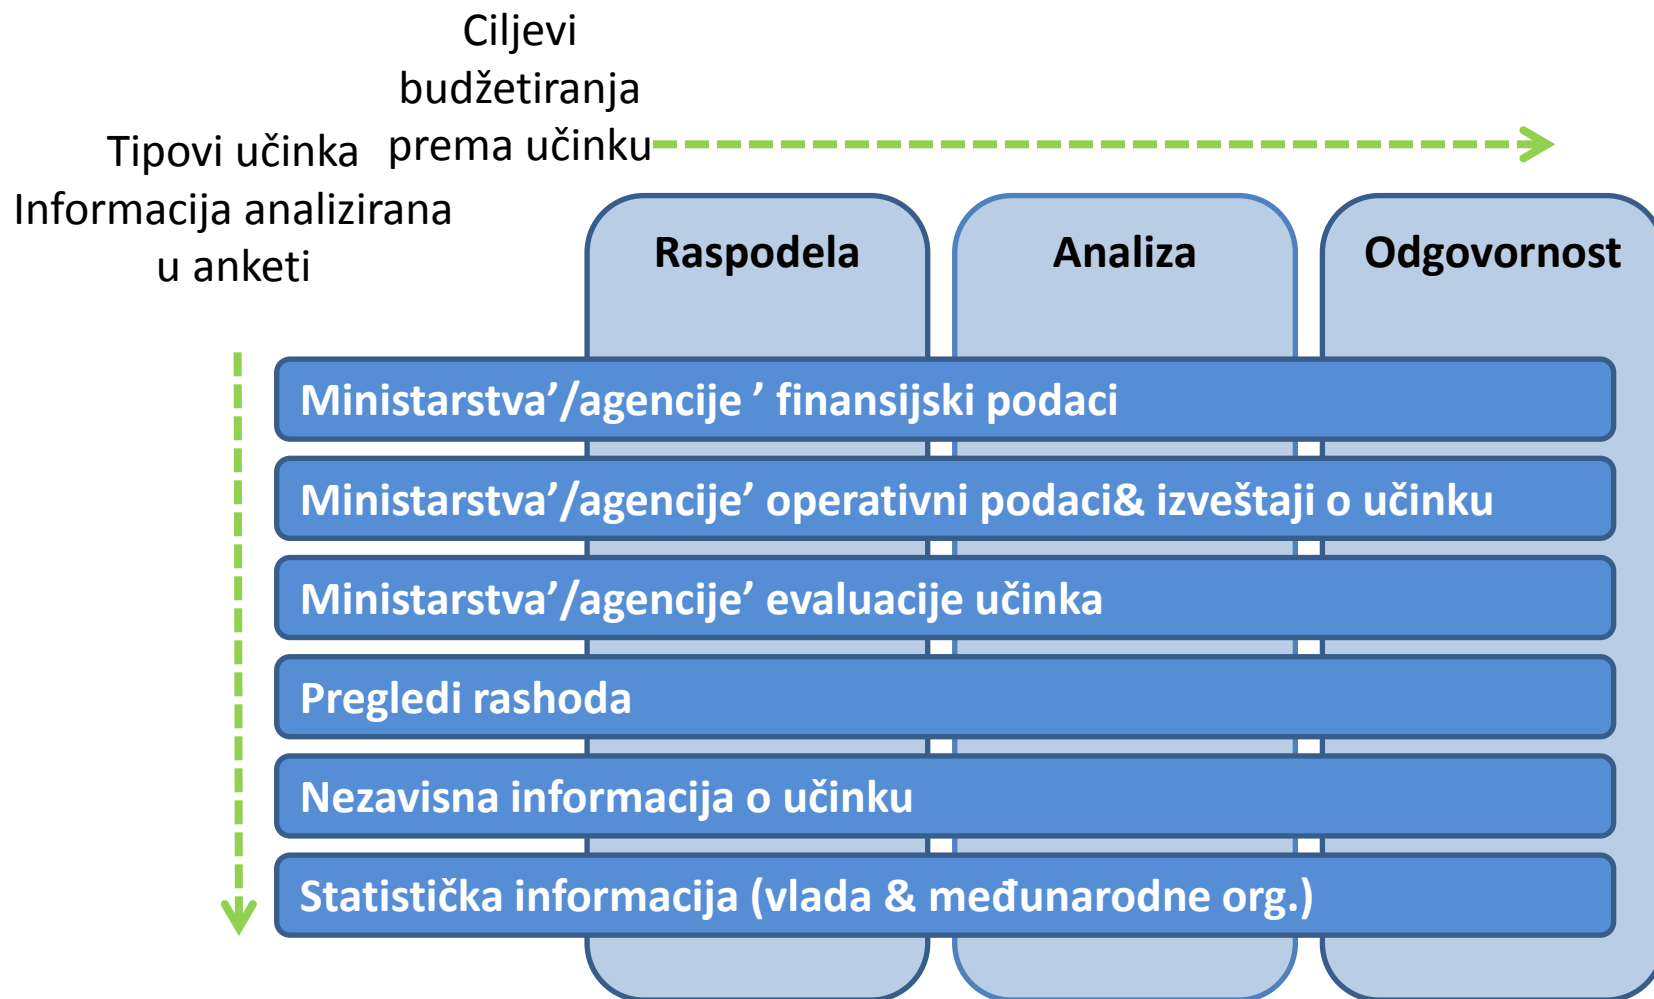 Ciljevi
budžetiranja
prema učinku
Tipovi učinka
Informacija analizirana
u anketi
Raspodela
Analiza
Odgovornost
Ministarstva’/agencije ’ finansijski podaci
Ministarstva’/agencije’ operativni podaci& izveštaji o učinku
Ministarstva’/agencije’ evaluacije učinka
Pregledi rashoda
Nezavisna informacija o učinku
Statistička informacija (vlada & međunarodne org.)